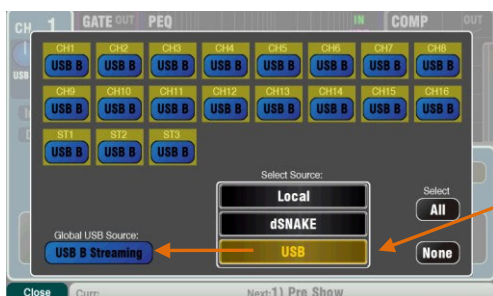 CH 1 GATE OUT PEQ IN COMP OUT
CH1 CH2 CH3 CH4 CH5 CH6 CH7 CH8
USB B USB B USB B USB B USB B USB B USB B USB B
CH9 CH10 CH11 CH12 CH13 CH14 CH15 CH16
USB B USB B USB B USB B USB B USB B USB B USB B
ST1 ST2 ST3
USB B USB B USB B
Select Source:
Local
dSNAKE
USB
Select
All
None
Global USB Source:
USB B Streaming
Close Curr: Next:1) Pre Show